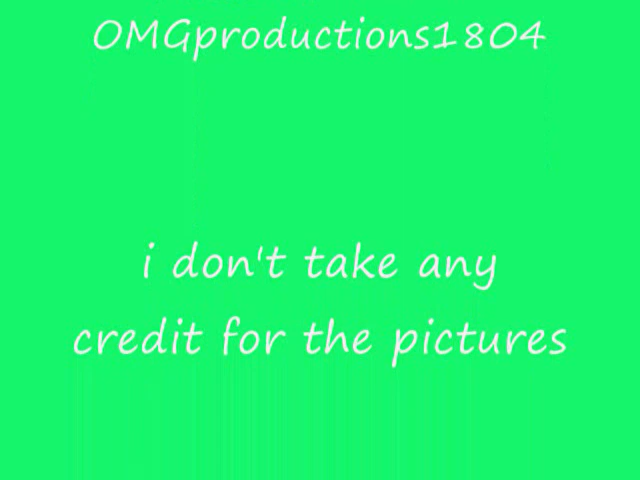 OMGproductions1804
i don't take any
credit for the pictures